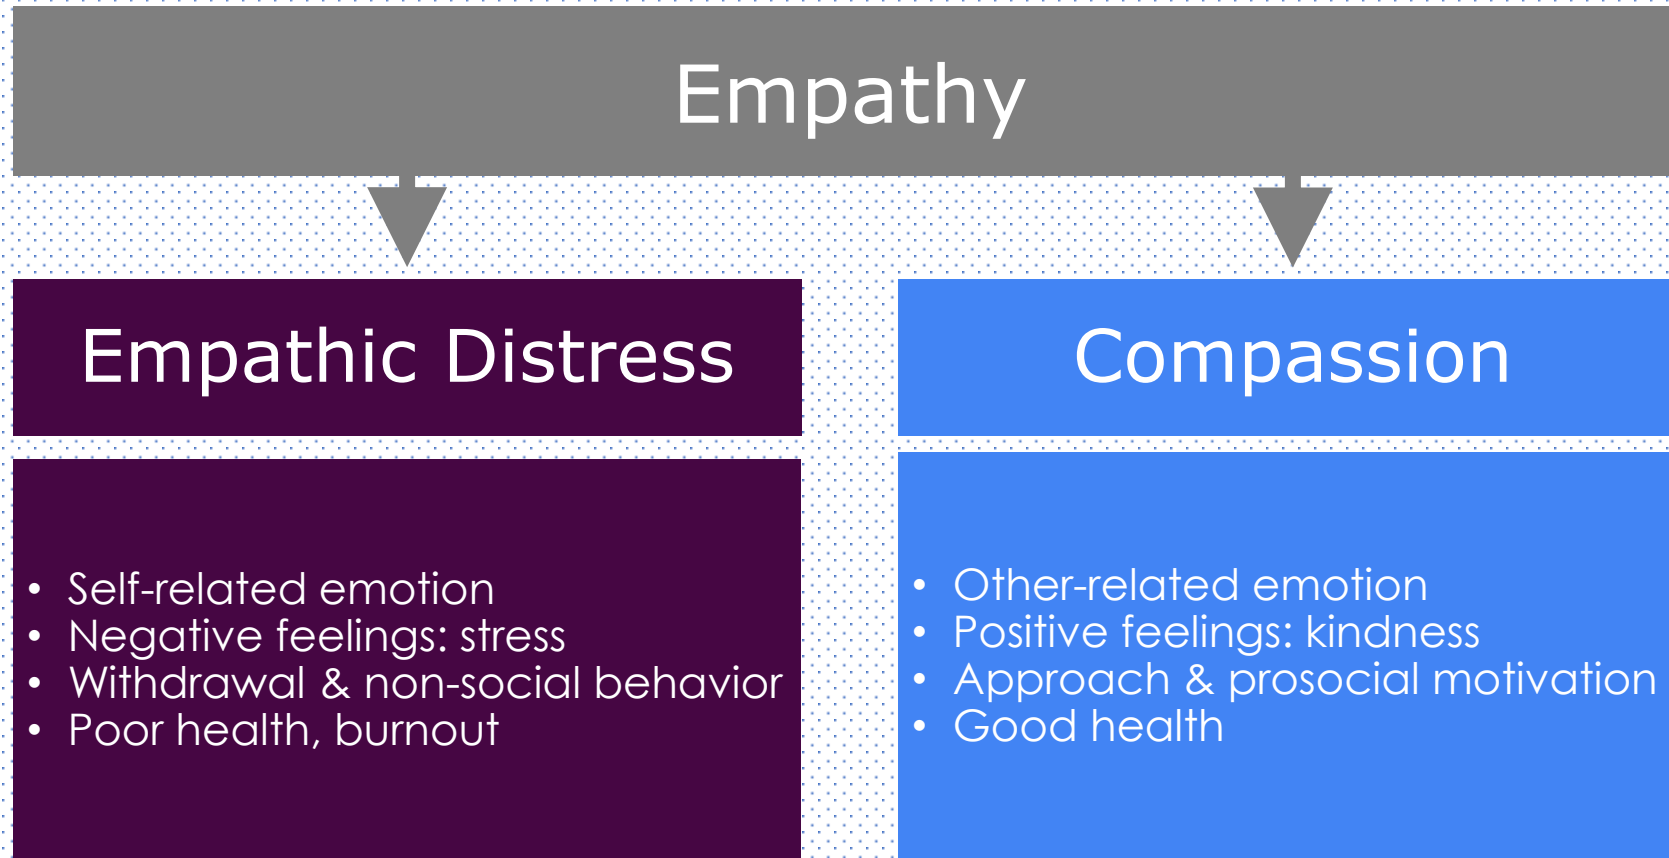 Empathy
Empathic Distress
• Self-related emotion
• Negative feelings: stress
• Withdrawal & non-social behavior
• Poor health, burnout
Compassion
• Other-related emotion
• Positive feelings: kindness
• Approach & prosocial motivation
• Good health